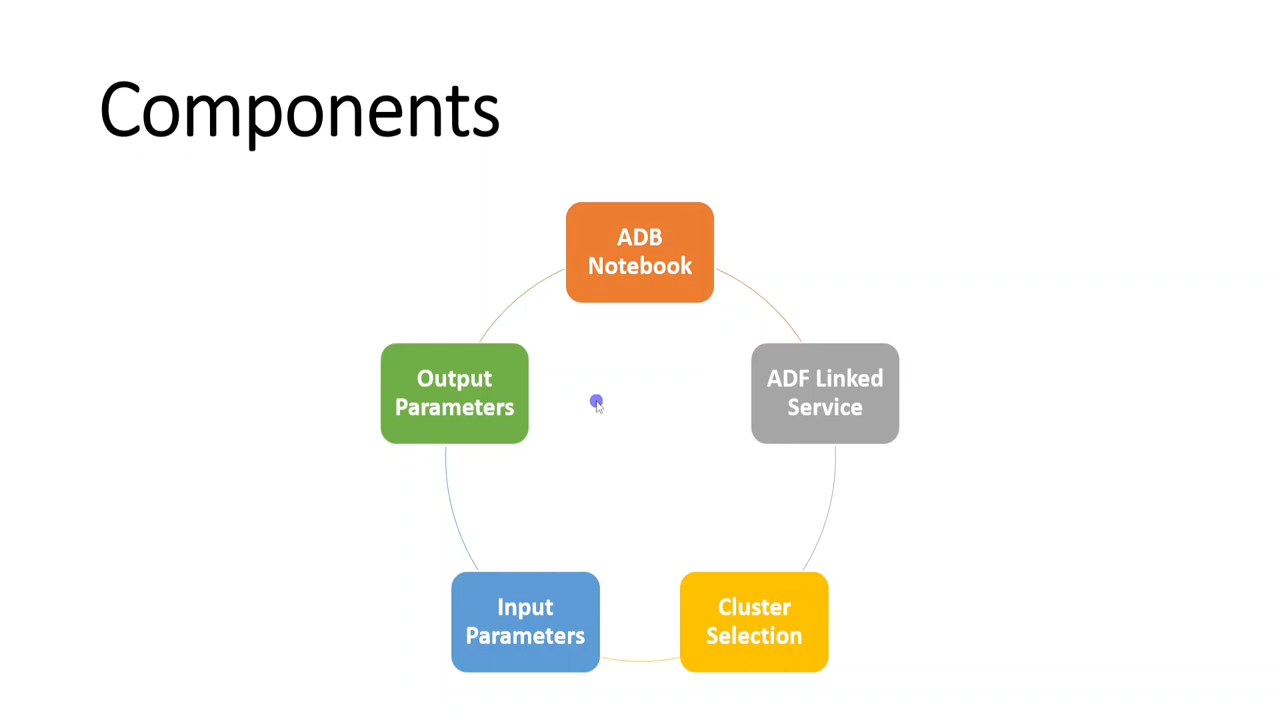 Components
ADB
Notebook
ADF Linked
Service
Cluster
Selection
Input
Parameters
Output
Parameters